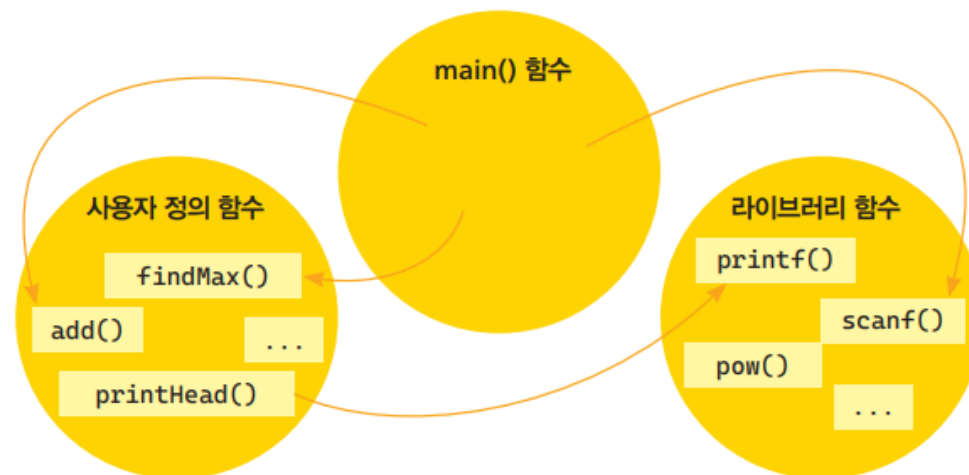 main() 함수
사용자 정의 함수
findMax()
add()
...
printHead()
라이브러리 함수
printf()
scanf()
pow()
...